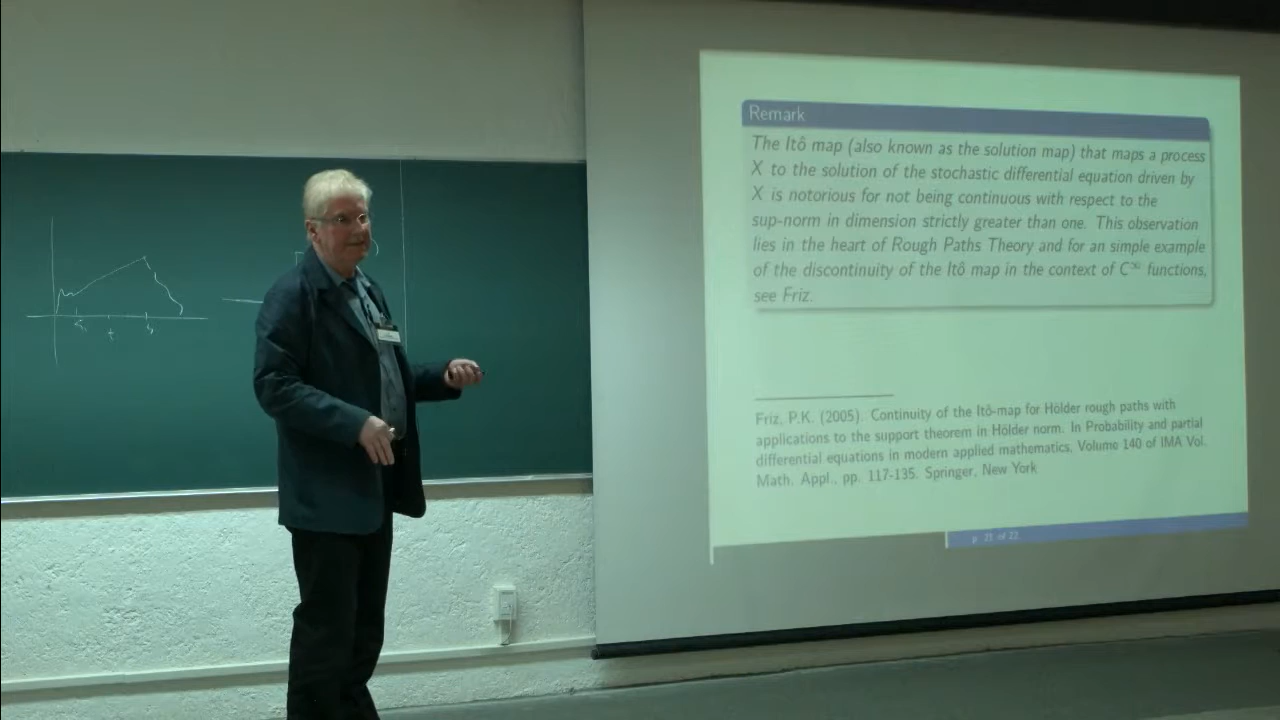 Remark
The Itô map (also known as the solution map) that maps a process
X to the solution of the stochastic differential equation driven by
X is notorious for not being continuous with respect to the
sup-norm in dimension strictly greater than one. This observation
lies in the heart of Rough Paths Theory and for an simple example
of the discontinuity of the Itô map in the context of C∞ functions,
see Friz.
Friz, P.K. (2005). Continuity of the Itô-map for Hölder rough paths with
applications to the support theorem in Hölder norm. In Probability and partial
differential equations in modern applied mathematics, Volume 140 of IMA Vol.
Math. Appl., pp. 117-135. Springer, New York
p. 21 of 22
t